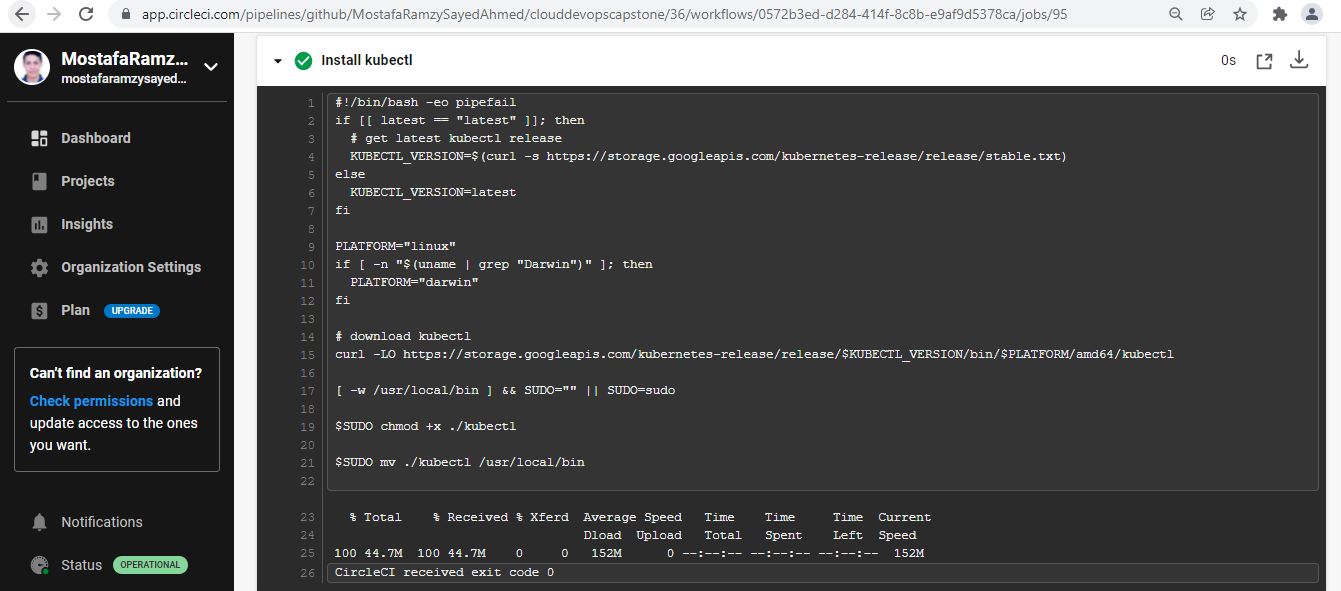 app.circleci.com/pipelines/github/MostafaRamzySayedAhmed/clouddevopscapstone/36/workflows/0572b3ed-d284-414f-8c8b-e9af9d5378ca/jobs/95
MostafaRamz...
mostafaramzysayed...
Dashboard
Projects
Insights
Organization Settings
Plan UPGRADE
Can't find an organization?
Check permissions and
update access to the ones
you want.
Notifications
Status OPERATIONAL
Install kubectl 0s
1 #!/bin/bash -eo pipefail
2 if [[ latest == "latest" ]]; then
3 # get latest kubectl release
4 KUBECTL_VERSION=$(curl -s https://storage.googleapis.com/kubernetes-release/release/stable.txt)
5 else
6 KUBECTL_VERSION=latest
7 fi
8
9 PLATFORM="linux"
10 if [ -n "$(uname | grep "Darwin")" ]; then
11 PLATFORM="darwin"
12 fi
13
14 # download kubectl
15 curl -LO https://storage.googleapis.com/kubernetes-release/release/$KUBECTL_VERSION/bin/$PLATFORM/amd64/kubectl
16
17 [ -w /usr/local/bin ] && SUDO="" || SUDO=sudo
18
19 $SUDO chmod +x ./kubectl
20
21 $SUDO mv ./kubectl /usr/local/bin
22
23 % Total % Received % Xferd Average Speed Time Time Time Current
24 Dload Upload Total Spent Left Speed
25 100 44.7M 100 44.7M 0 0 152M 0 --:--:-- --:--:-- --:--:-- 152M
26 CircleCI received exit code 0